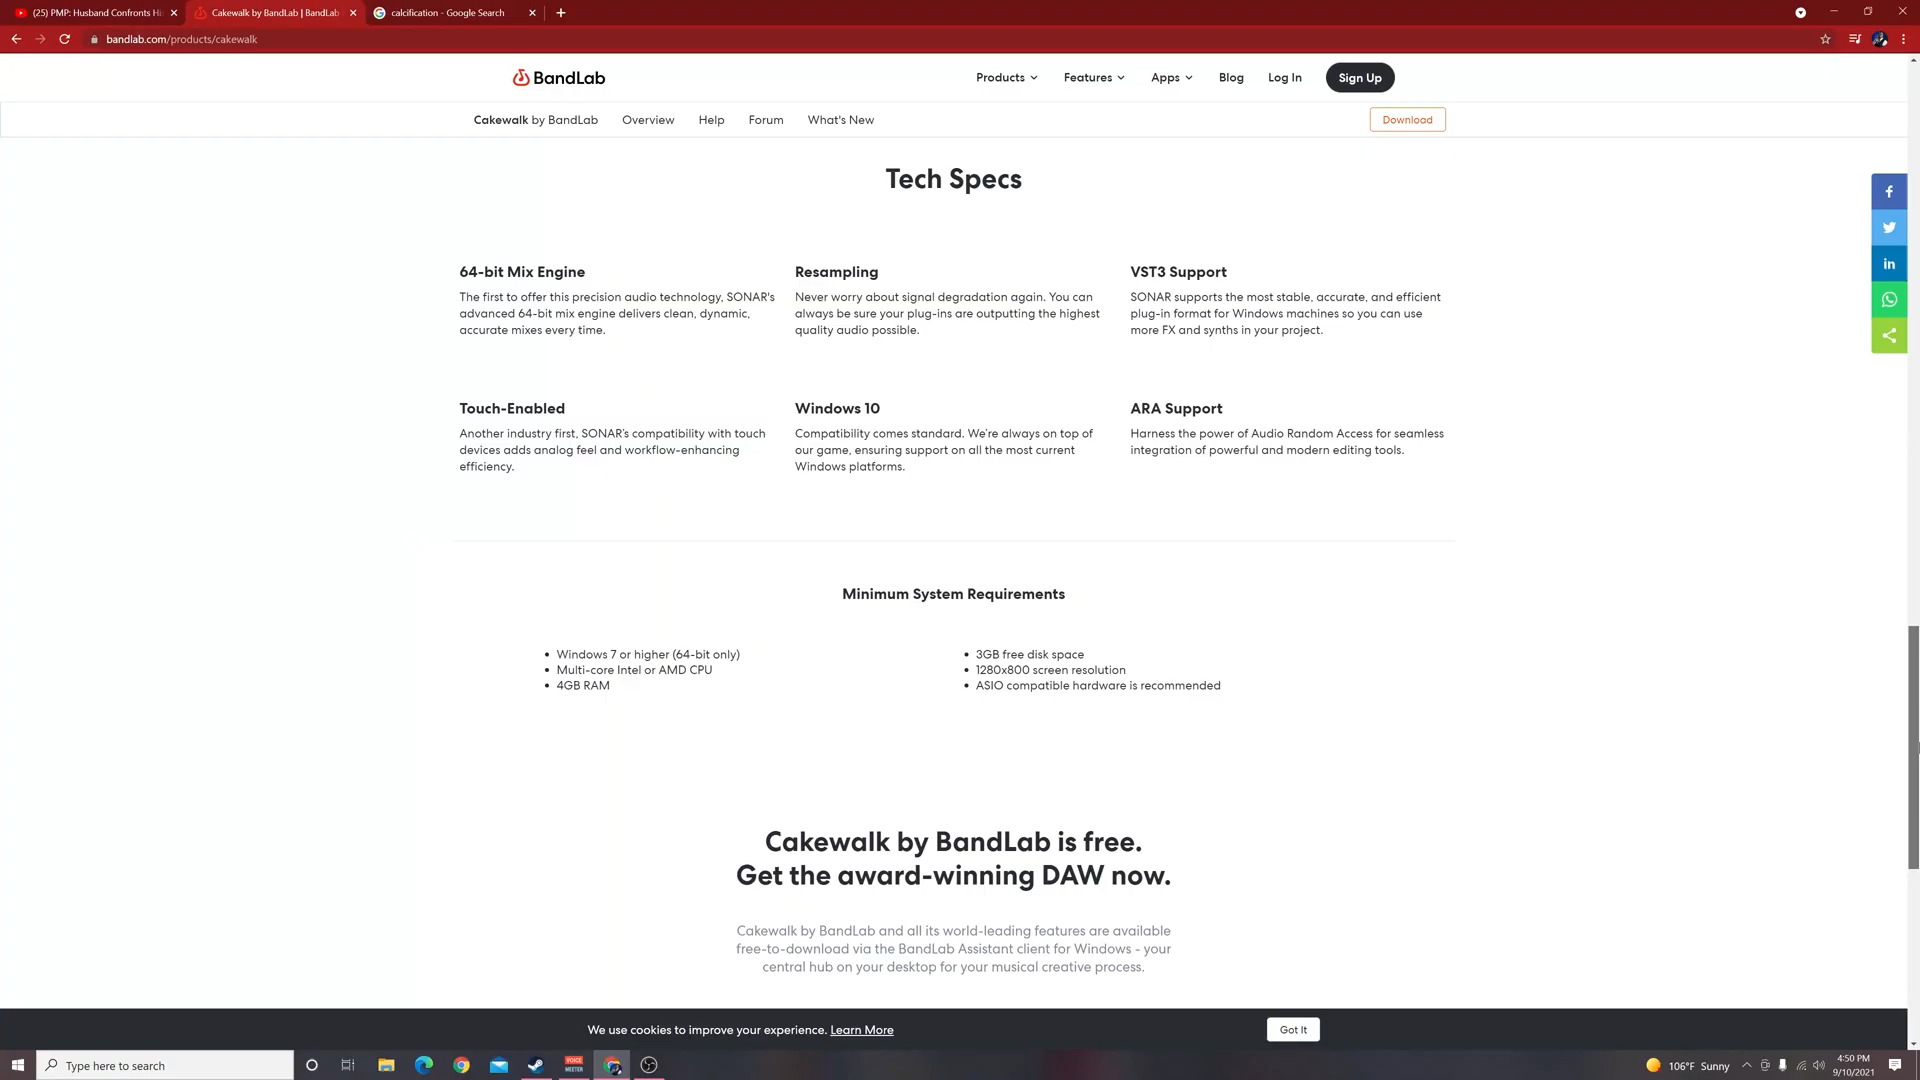 (25) PMP: Husband Confronts Hi
Cakewalk by BandLab | BandLab
calcification - Google Search
bandlab.com/products/cakewalk
BandLab
Products
Features
Apps
Blog
Log In
Sign Up
Cakewalk by BandLab
Overview
Help
Forum
What's New
Download
Tech Specs
64-bit Mix Engine
The first to offer this precision audio technology, SONAR's
advanced 64-bit mix engine delivers clean, dynamic,
accurate mixes every time.
Resampling
Never worry about signal degradation again. You can
always be sure your plug-ins are outputting the highest
quality audio possible.
VST3 Support
SONAR supports the most stable, accurate, and efficient
plug-in format for Windows machines so you can use
more FX and synths in your project.
Touch-Enabled
Another industry first, SONAR's compatibility with touch
devices adds analog feel and workflow-enhancing
efficiency.
Windows 10
Compatibility comes standard. We're always on top of
our game, ensuring support on all the most current
Windows platforms.
ARA Support
Harness the power of Audio Random Access for seamless
integration of powerful and modern editing tools.
Minimum System Requirements
• Windows 7 or higher (64-bit only)
• Multi-core Intel or AMD CPU
• 4GB RAM
• 3GB free disk space
• 1280x800 screen resolution
• ASIO compatible hardware is recommended
Cakewalk by BandLab is free.
Get the award-winning DAW now.
Cakewalk by BandLab and all its world-leading features are available
free-to-download via the BandLab Assistant client for Windows - your
central hub on your desktop for your musical creative process.
We use cookies to improve your experience. Learn More
Got It
Type here to search
VOICE
MEETER
106°F Sunny
4:50 PM
9/10/2021